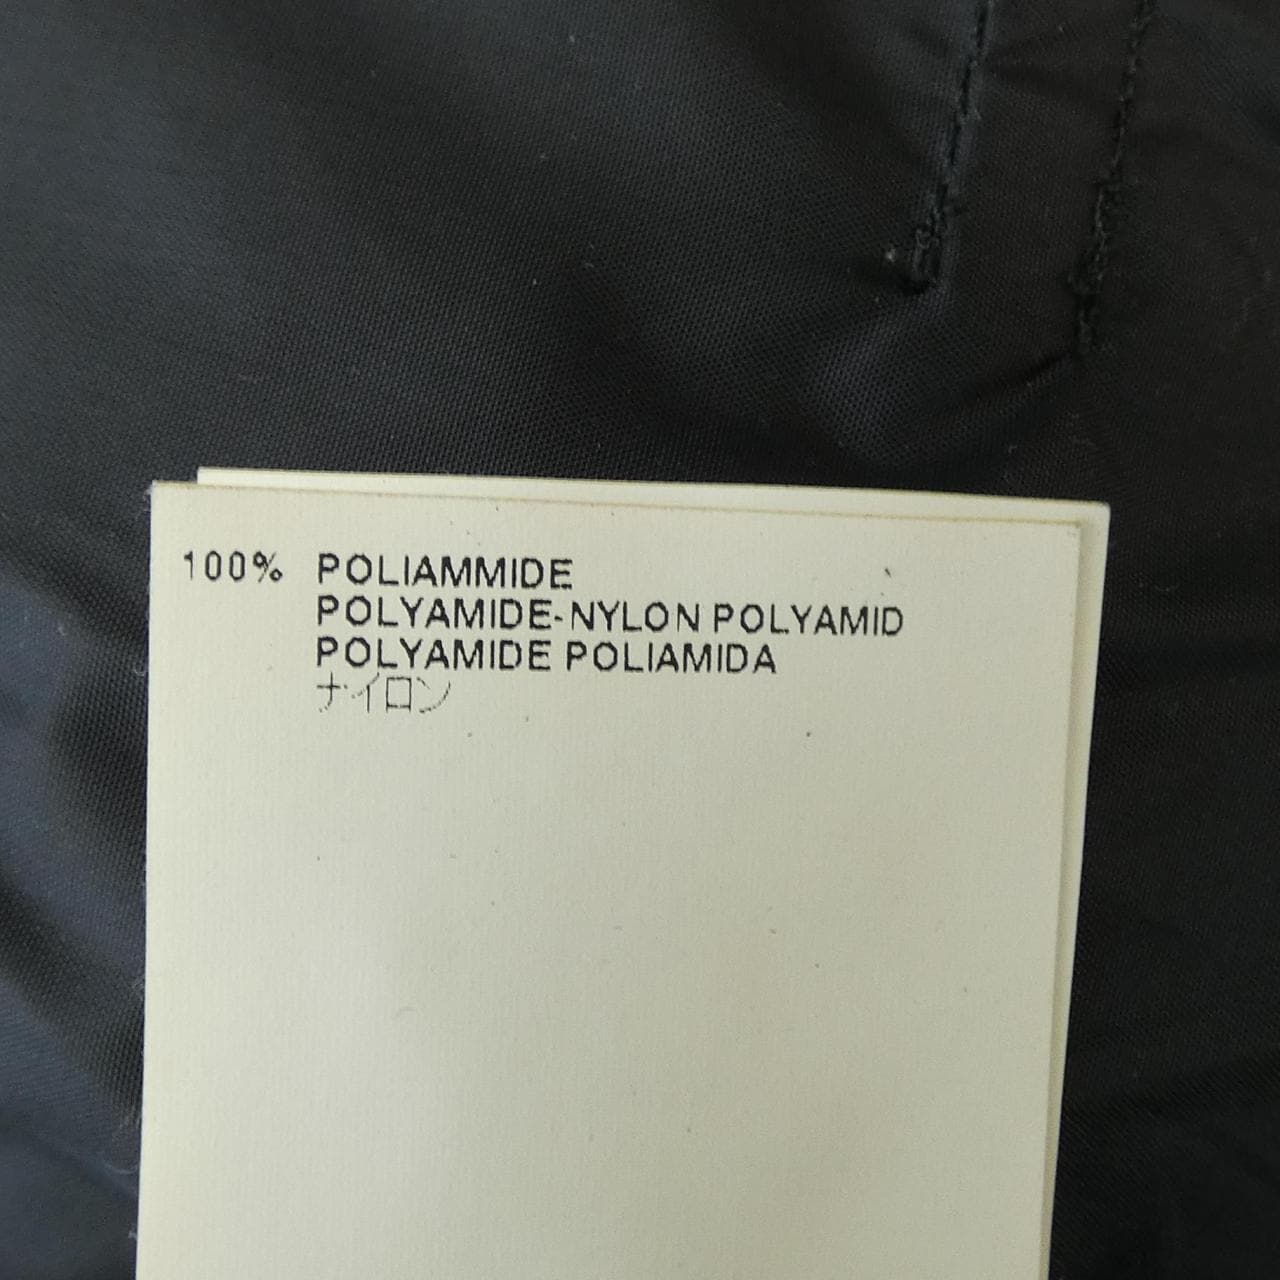 100% POLIAMMIDE
POLYAMIDE-NYLON POLYAMID
POLYAMIDE POLIAMIDA
ナイロン